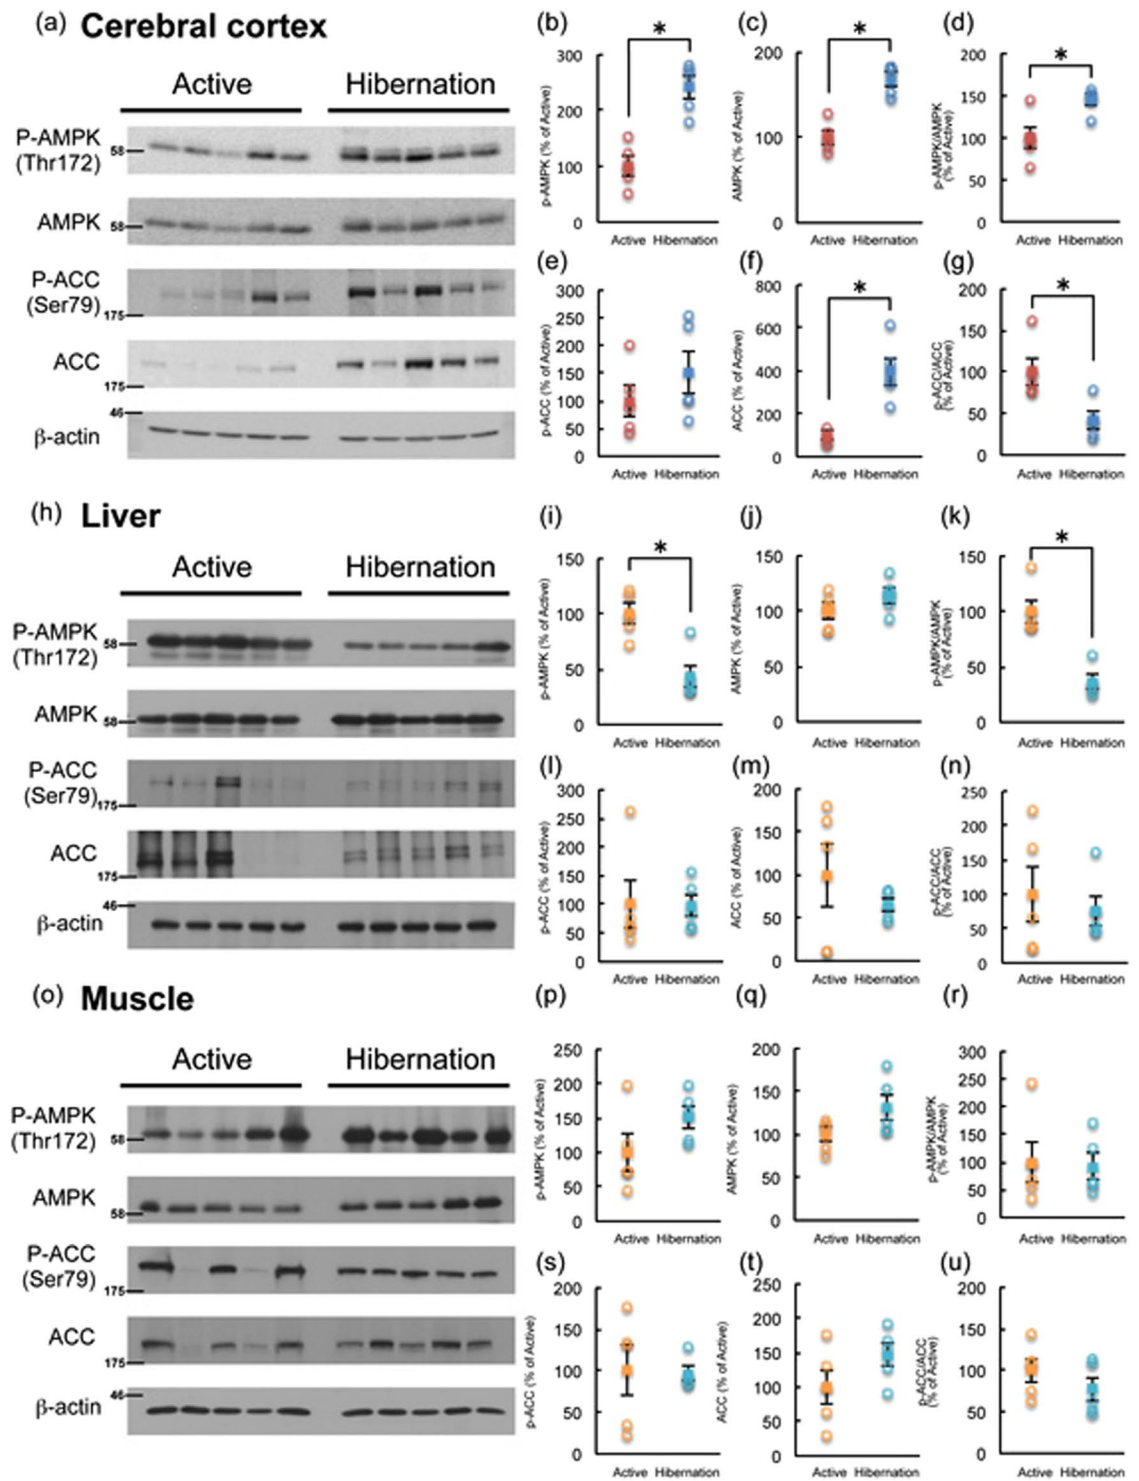 (a) Cerebral cortex
Active Hibernation
P-AMPK
(Thr172)
58
AMPK
58
P-ACC
(Ser79)
175
ACC
175
46
β-actin
(b)
p-AMPK (% of Active)
300
200
100
0
*
Active Hibernation
(c)
AMPK (% of Active)
200
100
0
*
Active Hibernation
(d)
p-AMPK/AMPK
(% of Active)
200
150
100
50
0
*
Active Hibernation
(e)
p-ACC (% of Active)
300
250
200
150
100
50
0
Active Hibernation
(f)
ACC (% of Active)
800
600
400
200
0
*
Active Hibernation
(g)
p-ACC/ACC
(% of Active)
200
150
100
50
0
*
Active Hibernation
(h) Liver
Active Hibernation
P-AMPK
(Thr172)
58
AMPK
58
P-ACC
(Ser79)
175
ACC
175
46
β-actin
(i)
p-AMPK (% of Active)
150
100
50
0
*
Active Hibernation
(j)
AMPK (% of Active)
150
100
50
0
Active Hibernation
(k)
p-AMPK/AMPK
(% of Active)
150
100
50
0
*
Active Hibernation
(l)
p-ACC (% of Active)
300
200
150
100
50
0
Active Hibernation
(m)
ACC (% of Active)
200
150
100
50
0
Active Hibernation
(n)
p-ACC/ACC
(% of Active)
250
200
150
100
50
0
Active Hibernation
(o) Muscle
Active Hibernation
P-AMPK
(Thr172)
58
AMPK
58
P-ACC
(Ser79)
175
ACC
175
46
β-actin
(p)
p-AMPK (% of Active)
250
200
150
100
50
0
Active Hibernation
(q)
AMPK (% of Active)
200
150
100
50
0
Active Hibernation
(r)
p-AMPK/AMPK
(% of Active)
300
200
150
100
50
0
Active Hibernation
(s)
p-ACC (% of Active)
200
150
100
50
0
Active Hibernation
(t)
ACC (% of Active)
250
200
150
100
50
0
Active Hibernation
(u)
p-ACC/ACC
(% of Active)
200
150
100
50
0
Active Hibernation